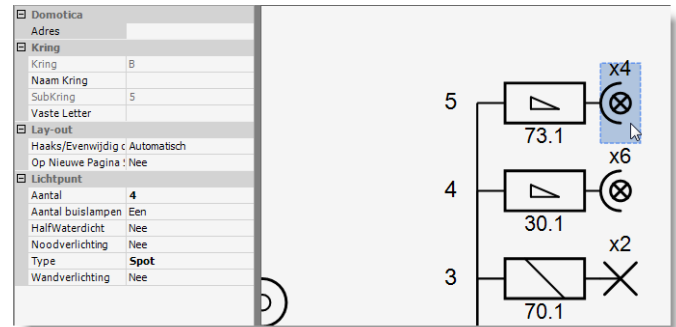 Domotica
Adres
Kring
Kring B
Naam Kring
SubKring 5
Vaste Letter
Lay-out
Haaks/Evenwijdig c Automatisch
Op Nieuwe Pagina S Nee
Lichtpunt
Aantal 4
Aantal buislampen Een
HalfWaterdicht Nee
Noodverlichting Nee
Type Spot
Wandverlichting Nee
x4
5
73.1
x6
4
30.1
x2
3
70.1